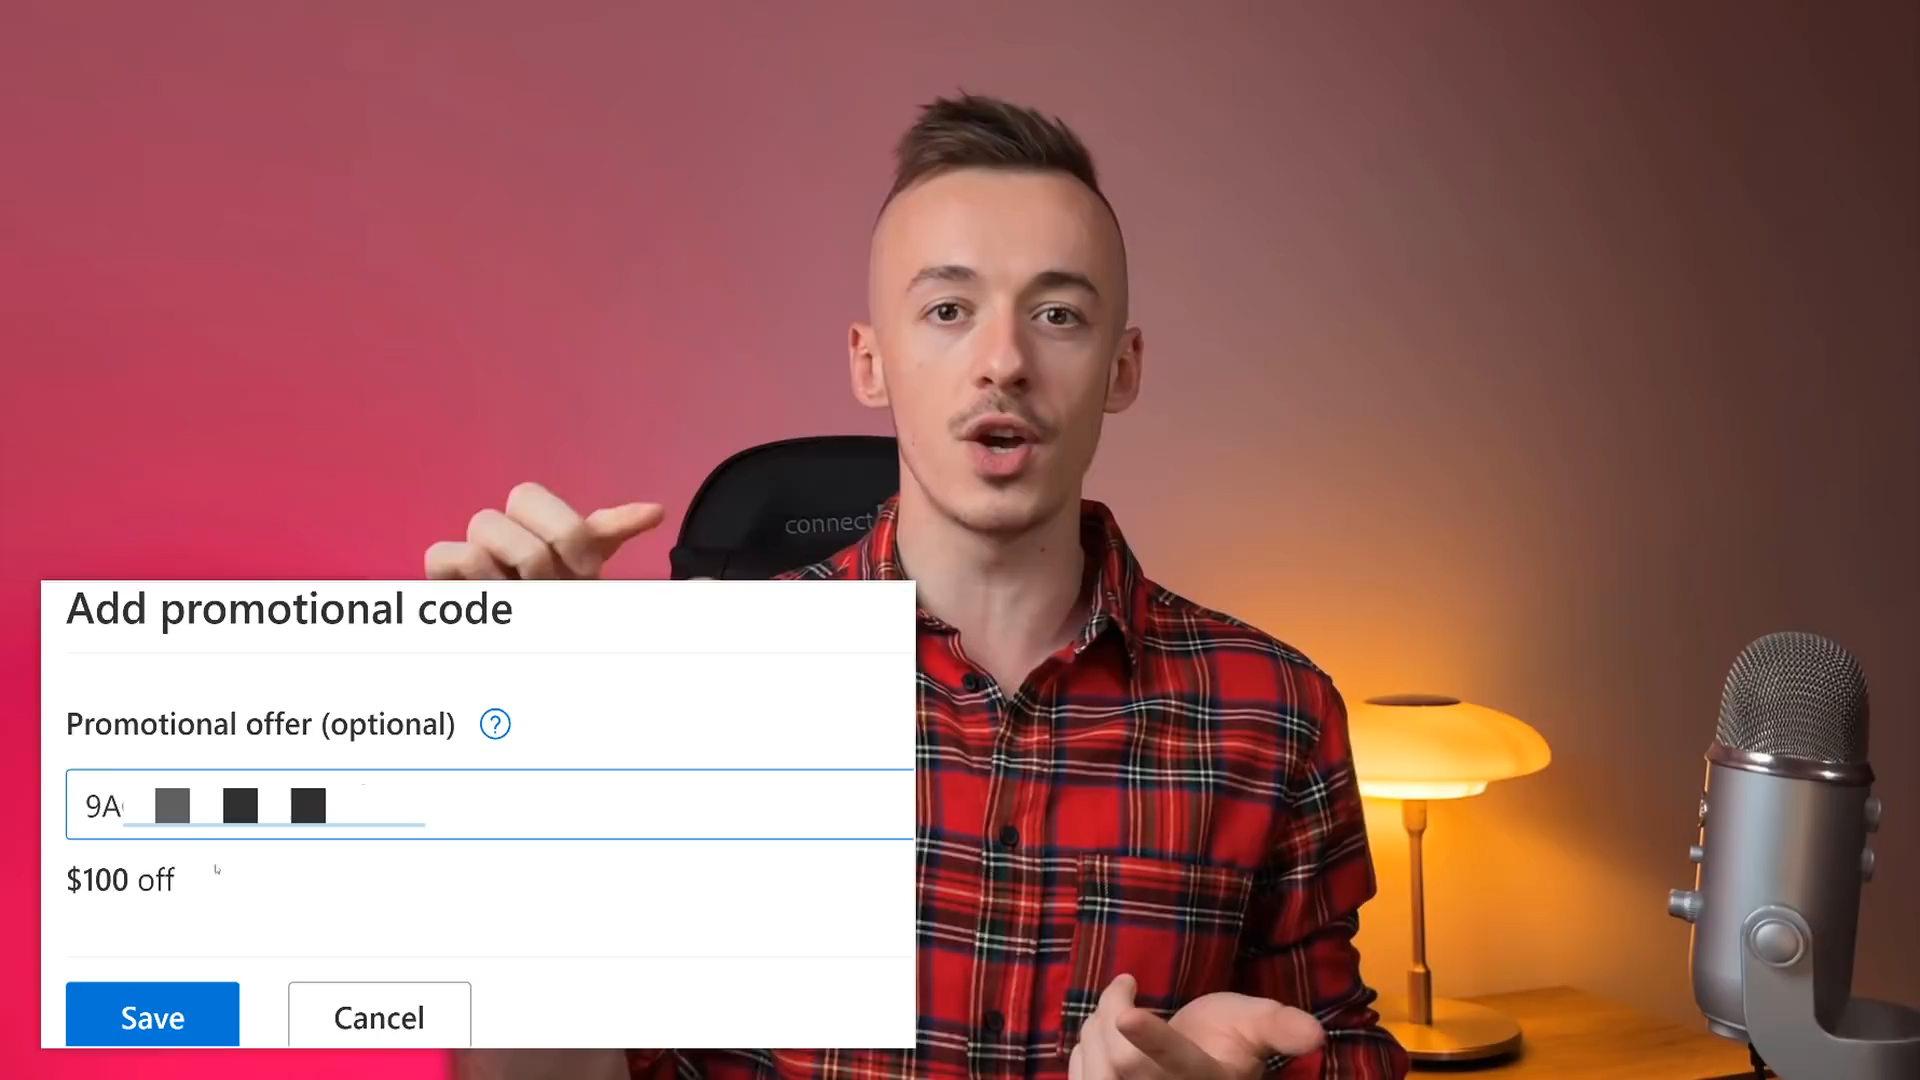 connect
Add promotional code
Promotional offer (optional) ?
9A
$100 off
Save
Cancel